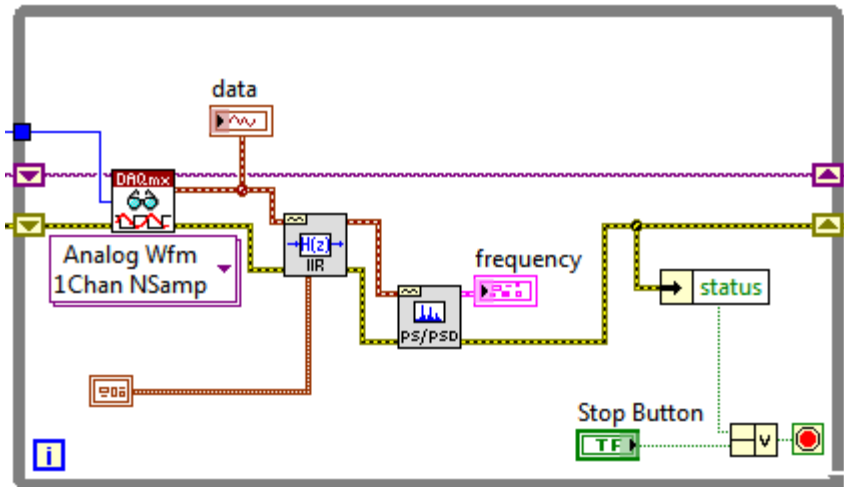 data
DAQmx
Analog Wfm
1Chan NSamp
H(z)
IIR
frequency
PS/PSD
status
Stop Button
TF
V
i